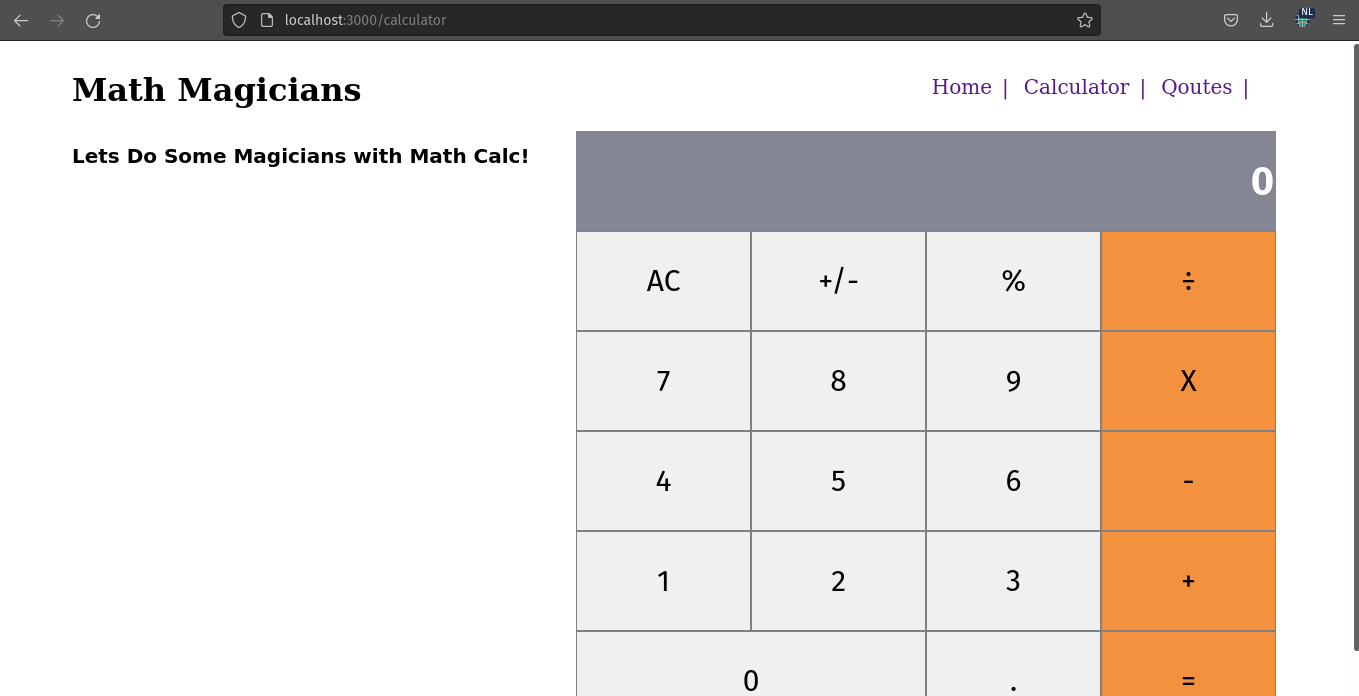 NL
localhost:3000/calculator
Math Magicians
Home | Calculator | Qoutes |
Lets Do Some Magicians with Math Calc!
0
AC +/- % ÷
7 8 9 X
4 5 6 -
1 2 3 +
0 . =